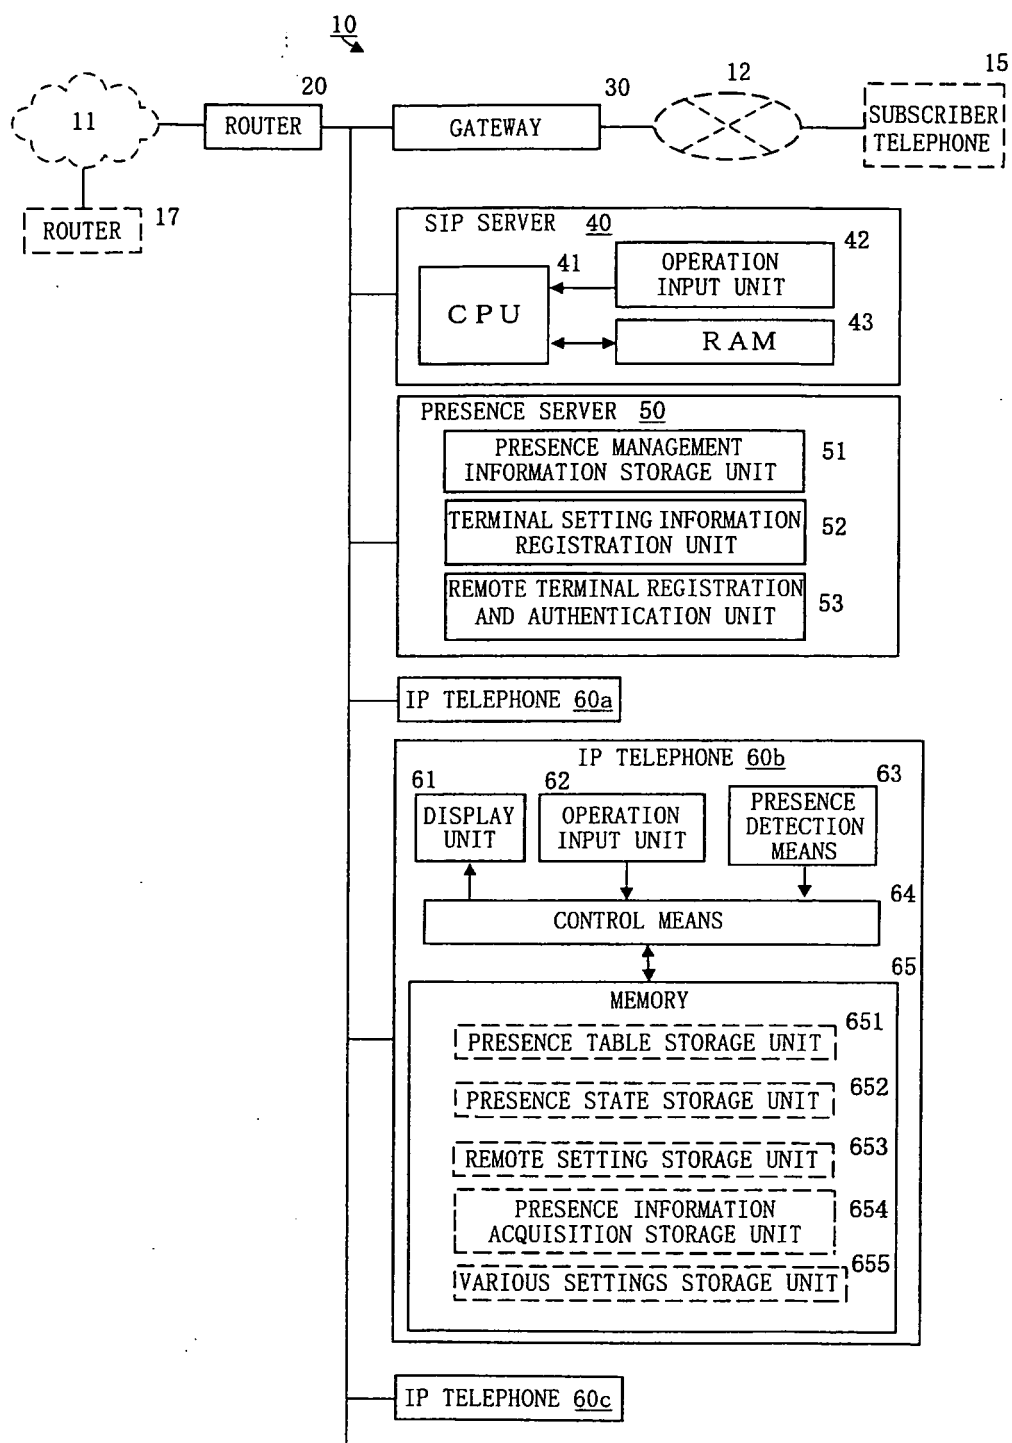 10
11
20
ROUTER
30
GATEWAY
12
15
SUBSCRIBER
TELEPHONE
17
ROUTER
SIP SERVER 40
41
CPU
42
OPERATION
INPUT UNIT
43
RAM
PRESENCE SERVER 50
PRESENCE MANAGEMENT
INFORMATION STORAGE UNIT
51
TERMINAL SETTING INFORMATION
REGISTRATION UNIT
52
REMOTE TERMINAL REGISTRATION
AND AUTHENTICATION UNIT
53
IP TELEPHONE 60a
IP TELEPHONE 60b
61
DISPLAY
UNIT
62
OPERATION
INPUT UNIT
63
PRESENCE
DETECTION
MEANS
64
CONTROL MEANS
65
MEMORY
651
PRESENCE TABLE STORAGE UNIT
652
PRESENCE STATE STORAGE UNIT
653
REMOTE SETTING STORAGE UNIT
654
PRESENCE INFORMATION
ACQUISITION STORAGE UNIT
655
VARIOUS SETTINGS STORAGE UNIT
IP TELEPHONE 60c